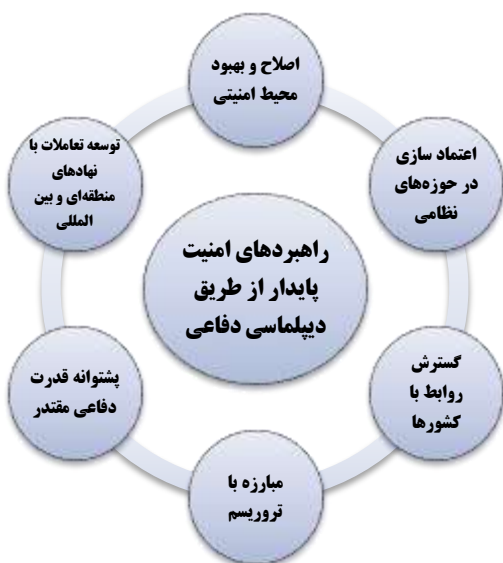 اصلاح و بهبود
محیط امنیتی
اعتماد سازی
در حوزه‌های
نظامی
گسترش
روابط با
کشورها
مبارزه با
تروریسم
پشتوانه قدرت
دفاعی مقتدر
توسعه تعاملات با
نهادهای
منطقه‌ای و بین
المللی
راهبردهای امنیت
پایدار از طریق
دیپلماسی دفاعی